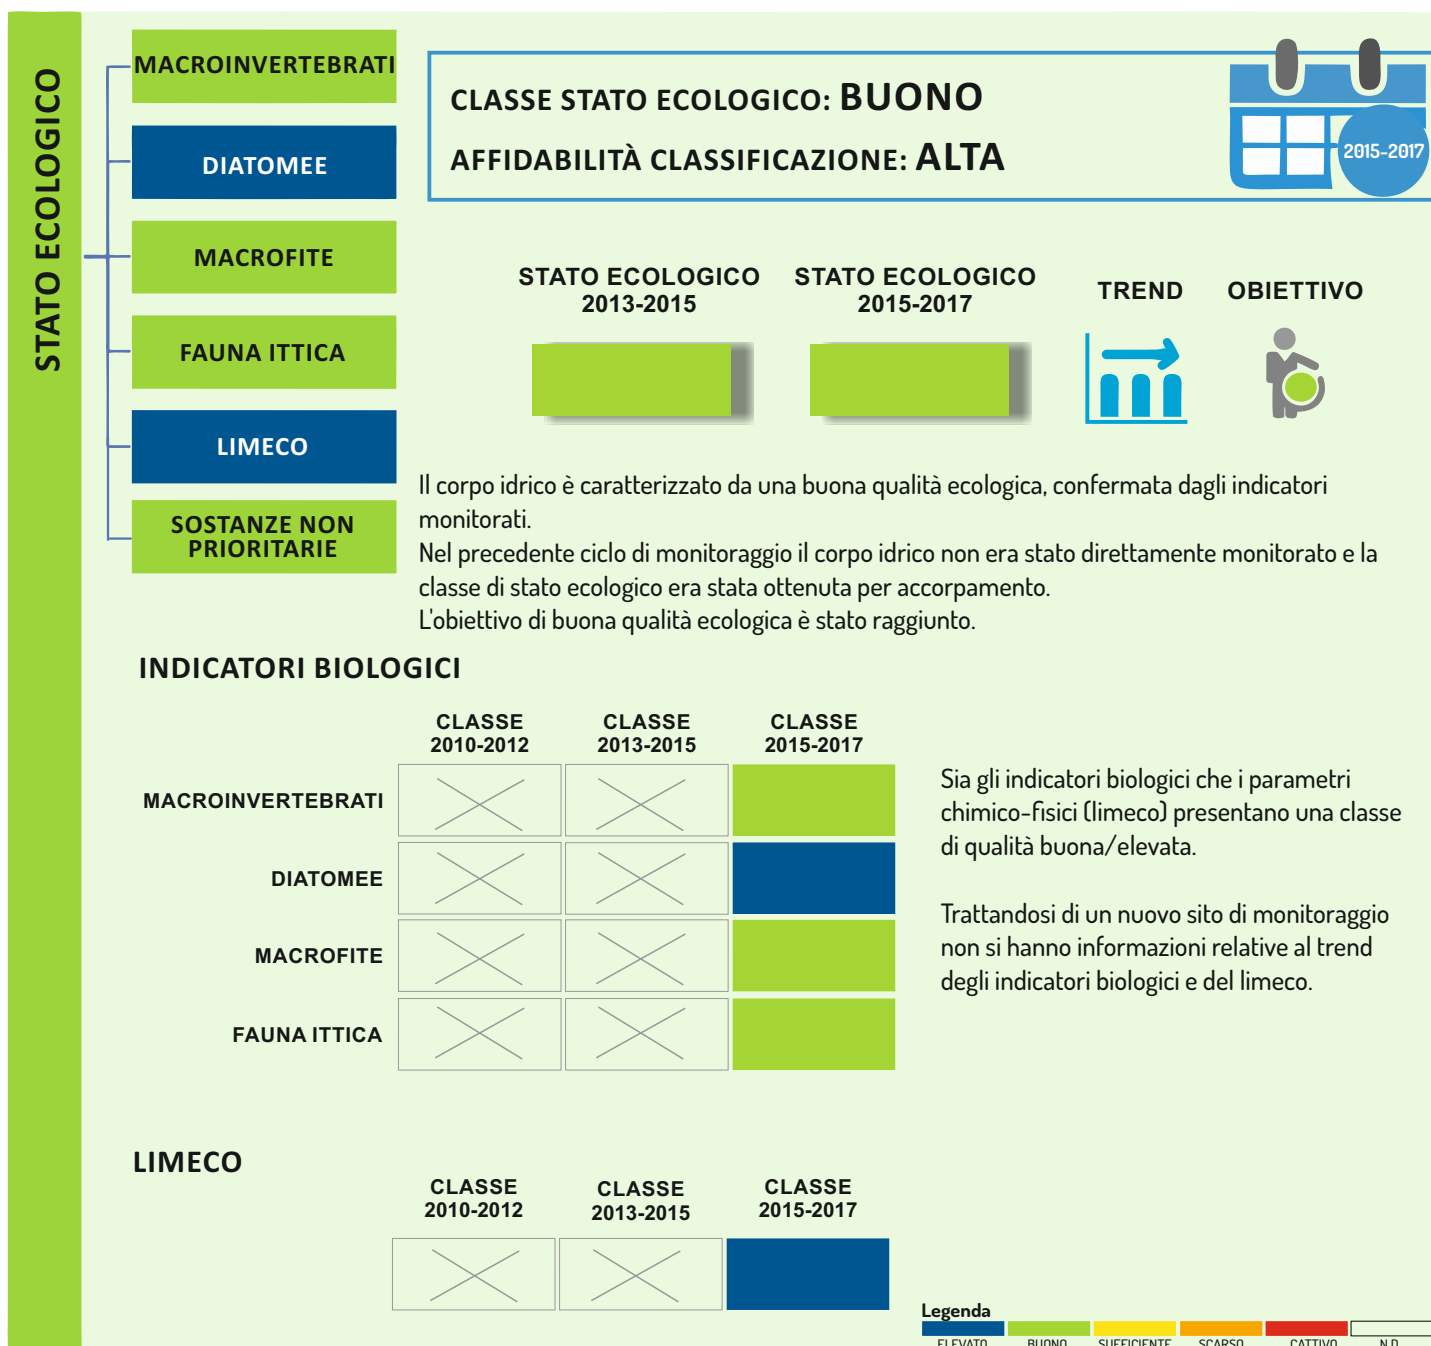 STATO ECOLOGICO
MACROINVERTEBRATI
DIATOMEE
MACROFITE
FAUNA ITTICA
LIMECO
SOSTANZE NON
PRIORITARIE
CLASSE STATO ECOLOGICO: BUONO
AFFIDABILITÀ CLASSIFICAZIONE: ALTA
2015-2017
STATO ECOLOGICO
2013-2015
STATO ECOLOGICO
2015-2017
TREND
OBIETTIVO
Il corpo idrico è caratterizzato da una buona qualità ecologica, confermata dagli indicatori
monitorati.
Nel precedente ciclo di monitoraggio il corpo idrico non era stato direttamente monitorato e la
classe di stato ecologico era stata ottenuta per accorpamento.
L'obiettivo di buona qualità ecologica è stato raggiunto.
INDICATORI BIOLOGICI
CLASSE
2010-2012
CLASSE
2013-2015
CLASSE
2015-2017
MACROINVERTEBRATI
DIATOMEE
MACROFITE
FAUNA ITTICA
Sia gli indicatori biologici che i parametri
chimico-fisici (limeco) presentano una classe
di qualità buona/elevata.
Trattandosi di un nuovo sito di monitoraggio
non si hanno informazioni relative al trend
degli indicatori biologici e del limeco.
LIMECO
CLASSE
2010-2012
CLASSE
2013-2015
CLASSE
2015-2017
Legenda
ELEVATO BUONO SUFFICIENTE SCARSO CATTIVO N.D.